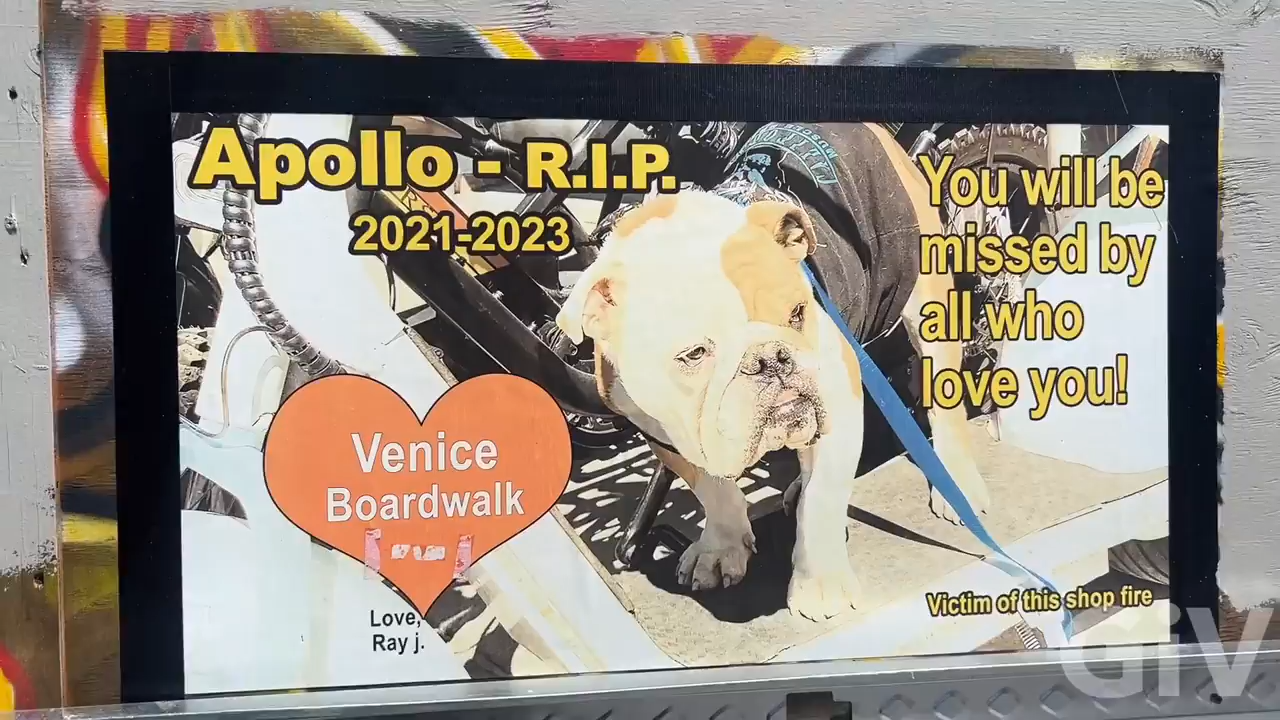 Apollo - R.I.P.
2021-2023
You will be
missed by
all who
love you!
Venice
Boardwalk
Love,
Ray j.
Victim of this shop fire
GiV